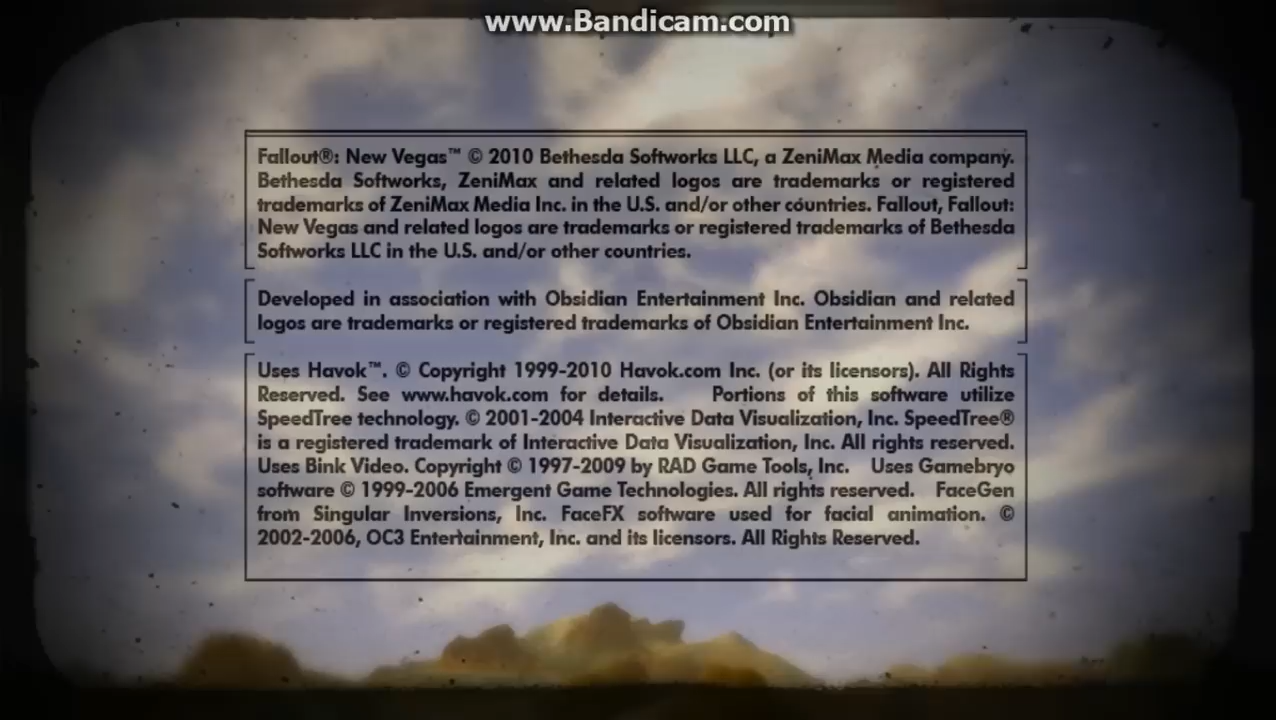 www.Bandicam.com
Fallout®: New Vegas™ © 2010 Bethesda Softworks LLC, a ZeniMax Media company.
Bethesda Softworks, ZeniMax and related logos are trademarks or registered
trademarks of ZeniMax Media Inc. in the U.S. and/or other countries. Fallout, Fallout:
New Vegas and related logos are trademarks or registered trademarks of Bethesda
Softworks LLC in the U.S. and/or other countries.
Developed in association with Obsidian Entertainment Inc. Obsidian and related
logos are trademarks or registered trademarks of Obsidian Entertainment Inc.
Uses Havok™. © Copyright 1999-2010 Havok.com Inc. (or its licensors). All Rights
Reserved. See www.havok.com for details. Portions of this software utilize
SpeedTree technology. © 2001-2004 Interactive Data Visualization, Inc. SpeedTree®
is a registered trademark of Interactive Data Visualization, Inc. All rights reserved.
Uses Bink Video. Copyright © 1997-2009 by RAD Game Tools, Inc. Uses Gamebryo
software © 1999-2006 Emergent Game Technologies. All rights reserved. FaceGen
from Singular Inversions, Inc. FaceFX software used for facial animation. ©
2002-2006, OC3 Entertainment, Inc. and its licensors. All Rights Reserved.